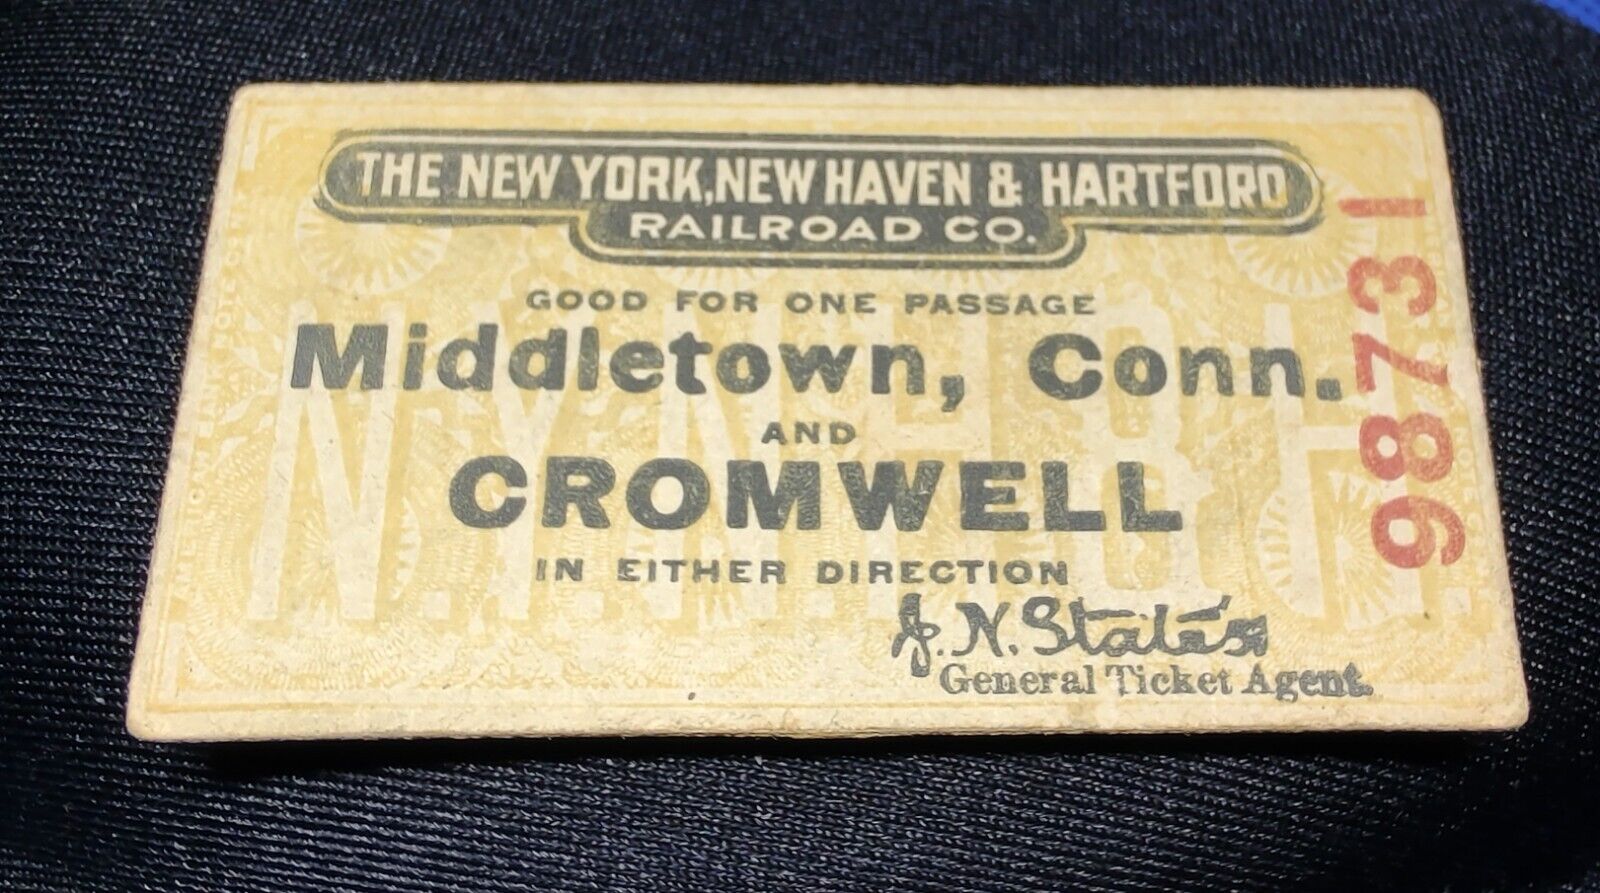 THE NEW YORK, NEW HAVEN & HARTFORD
RAILROAD CO.
GOOD FOR ONE PASSAGE
Middletown, Conn.
AND
CROMWELL
IN EITHER DIRECTION
J. N. States
General Ticket Agent.
98731
N.Y.N.H.&H.